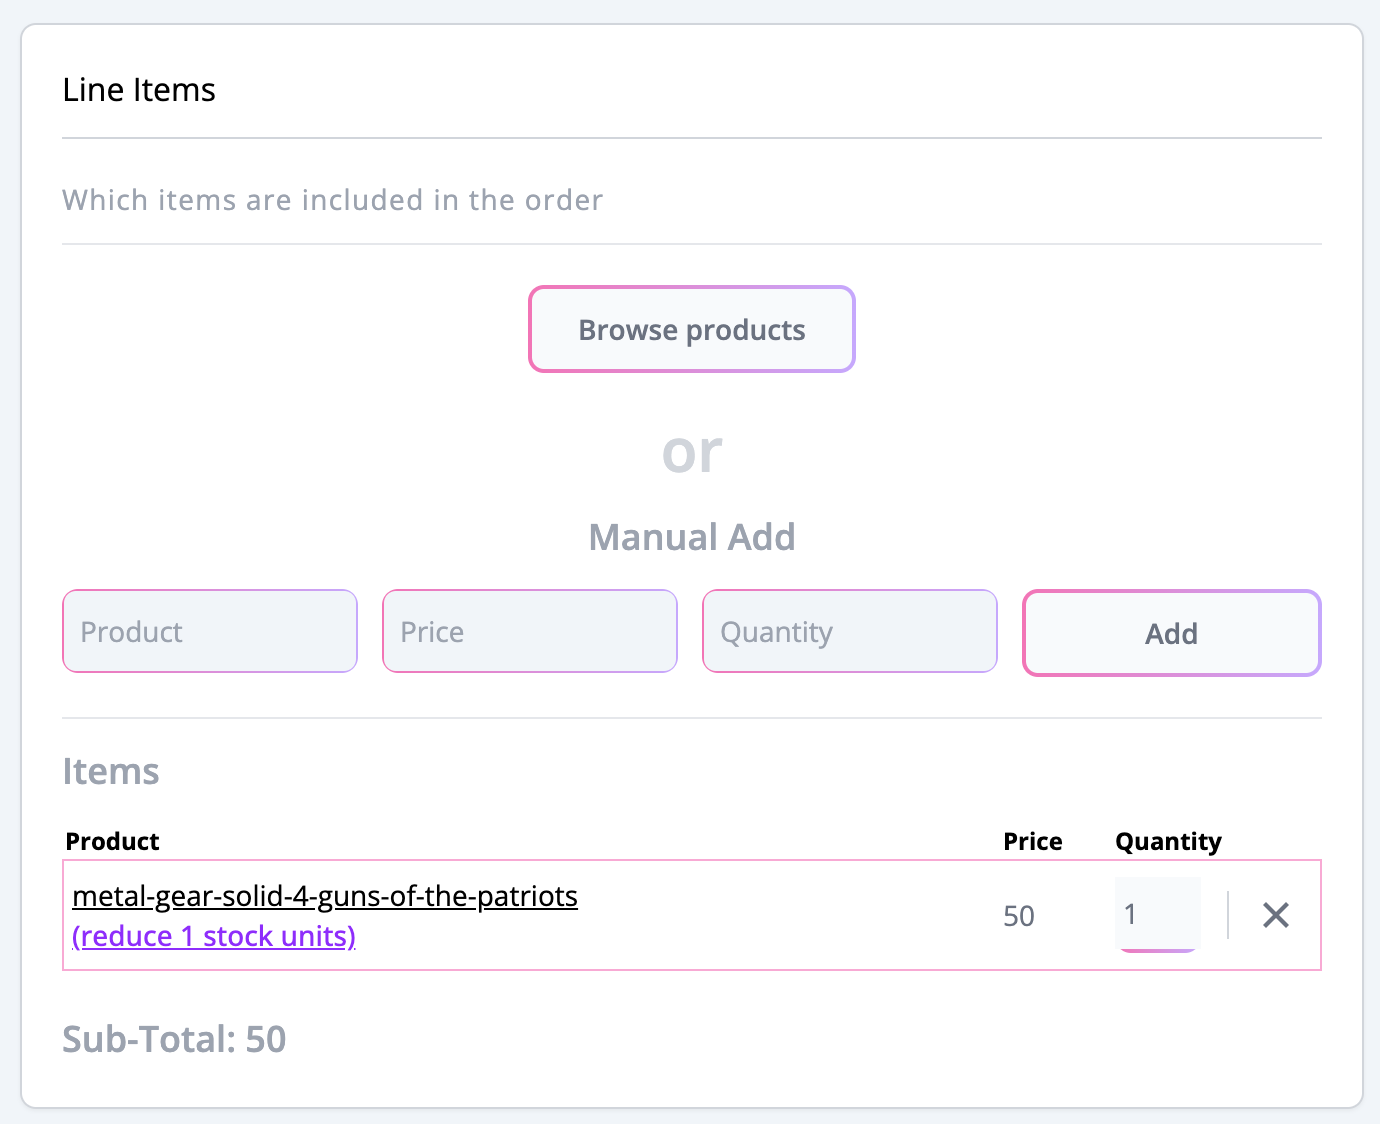 Line Items
Which items are included in the order
Browse products
or
Manual Add
Product Price Quantity Add
Items
Product Price Quantity
metal-gear-solid-4-guns-of-the-patriots
(reduce 1 stock units)
50 1
Sub-Total: 50